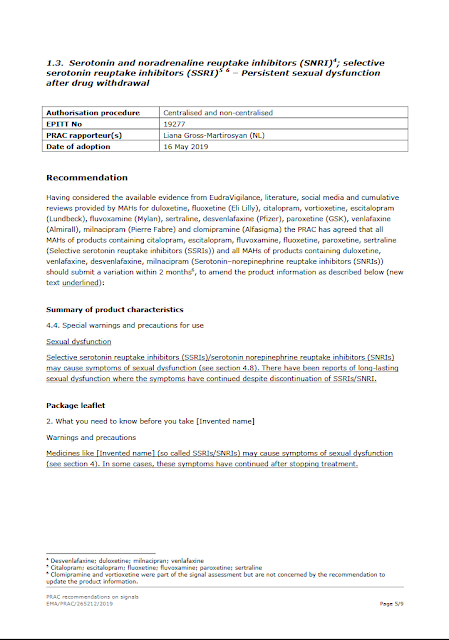 1.3. Serotonin and noradrenaline reuptake inhibitors (SNRI)⁴; selective
serotonin reuptake inhibitors (SSRI)⁵ ⁶ – Persistent sexual dysfunction
after drug withdrawal
Authorisation procedure Centralised and non-centralised
EPITT No 19277
PRAC rapporteur(s) Liana Gross-Martirosyan (NL)
Date of adoption 16 May 2019
Recommendation
Having considered the available evidence from EudraVigilance, literature, social media and cumulative
reviews provided by MAHs for duloxetine, fluoxetine (Eli Lilly), citalopram, vortioxetine, escitalopram
(Lundbeck), fluvoxamine (Mylan), sertraline, desvenlafaxine (Pfizer), paroxetine (GSK), venlafaxine
(Almirall), milnacipram (Pierre Fabre) and clomipramine (Alfasigma) the PRAC has agreed that all
MAHs of products containing citalopram, escitalopram, fluvoxamine, fluoxetine, paroxetine, sertraline
(Selective serotonin reuptake inhibitors (SSRIs)) and all MAHs of products containing duloxetine,
venlafaxine, desvenlafaxine, milnacipram (Serotonin–norepinephrine reuptake inhibitors (SNRIs))
should submit a variation within 2 months⁶, to amend the product information as described below (new
text underlined):
Summary of product characteristics
4.4. Special warnings and precautions for use
Sexual dysfunction
Selective serotonin reuptake inhibitors (SSRIs)/serotonin norepinephrine reuptake inhibitors (SNRIs)
may cause symptoms of sexual dysfunction (see section 4.8). There have been reports of long-lasting
sexual dysfunction where the symptoms have continued despite discontinuation of SSRIs/SNRI.
Package leaflet
2. What you need to know before you take [Invented name]
Warnings and precautions
Medicines like [Invented name] (so called SSRIs/SNRIs) may cause symptoms of sexual dysfunction
(see section 4). In some cases, these symptoms have continued after stopping treatment.
⁴ Desvenlafaxine; duloxetine; milnacipran; venlafaxine
⁵ Citalopram; escitalopram; fluoxetine; fluvoxamine; paroxetine; sertraline
⁶ Clomipramine and vortioxetine were part of the signal assessment but are not concerned by the recommendation to
update the product information.
PRAC recommendations on signals
EMA/PRAC/265212/2019 Page 5/9